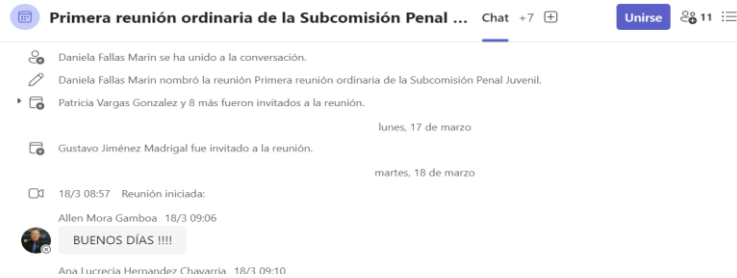 Primera reunión ordinaria de la Subcomisión Penal ... Chat +7 Unirse 11
Daniela Fallas Marin se ha unido a la conversación.
Daniela Fallas Marin nombró la reunión Primera reunión ordinaria de la Subcomisión Penal Juvenil.
Patricia Vargas Gonzalez y 8 más fueron invitados a la reunión.
lunes, 17 de marzo
Gustavo Jiménez Madrigal fue invitado a la reunión.
martes, 18 de marzo
18/3 08:57 Reunión iniciada:
Allen Mora Gamboa 18/3 09:06
BUENOS DÍAS !!!!
Ana Lucrecia Hernandez Chavarria 18/3 09:10